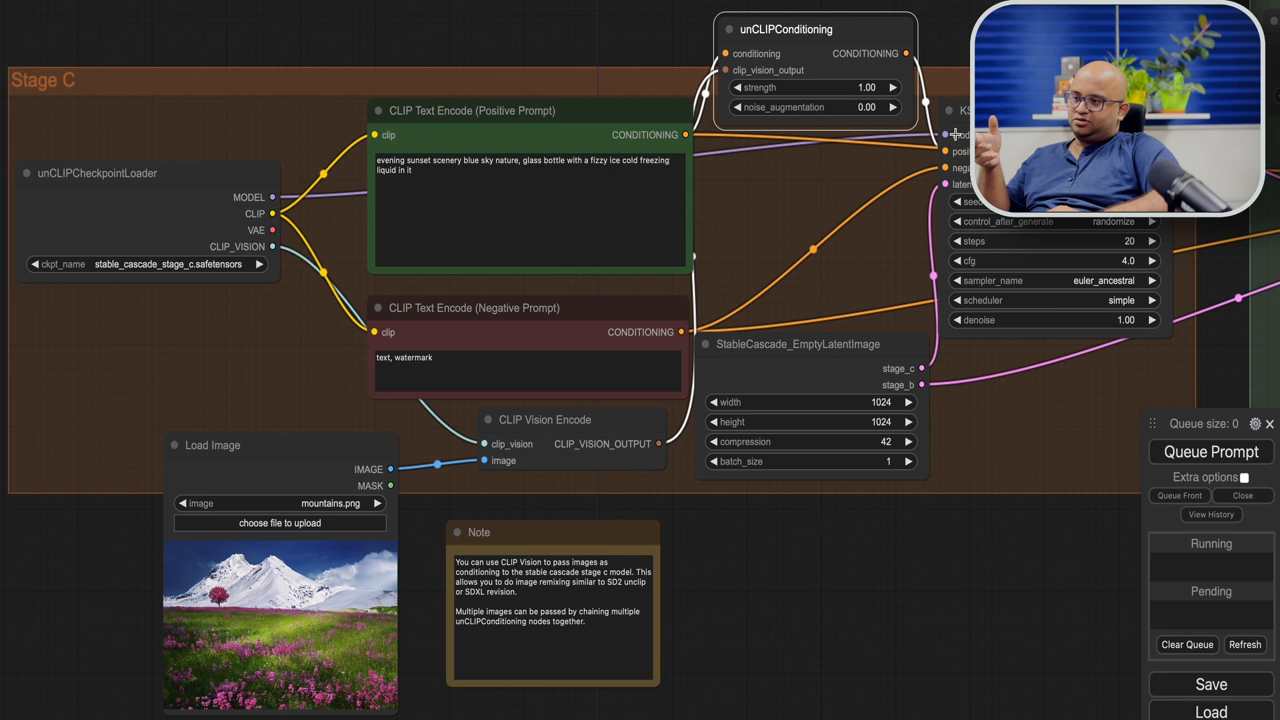 Stage C
unCLIPCheckpointLoader
MODEL
CLIP
VAE
CLIP_VISION
ckpt_name stable_cascade_stage_c.safetensors
CLIP Text Encode (Positive Prompt)
clip CONDITIONING
evening sunset scenery blue sky nature, glass bottle with a fizzy ice cold freezing
liquid in it
CLIP Text Encode (Negative Prompt)
clip CONDITIONING
text, watermark
unCLIPConditioning
conditioning CONDITIONING
clip_vision_output
strength 1.00
noise_augmentation 0.00
control_after_generate randomize
steps 20
cfg 4.0
sampler_name euler_ancestral
scheduler simple
denoise 1.00
StableCascade_EmptyLatentImage
stage_c
stage_b
width 1024
height 1024
compression 42
batch_size 1
CLIP Vision Encode
clip_vision CLIP_VISION_OUTPUT
image
Load Image
IMAGE
MASK
image mountains.png
choose file to upload
Note
You can use CLIP Vision to pass images as
conditioning to the stable cascade stage c model. This
allows you to do image remixing similar to SD2 unclip
or SDXL revision.
Multiple images can be passed by chaining multiple
unCLIPConditioning nodes together.
Queue size: 0
Queue Prompt
Extra options
Queue Front Close
View History
Running
Pending
Clear Queue Refresh
Save
Load